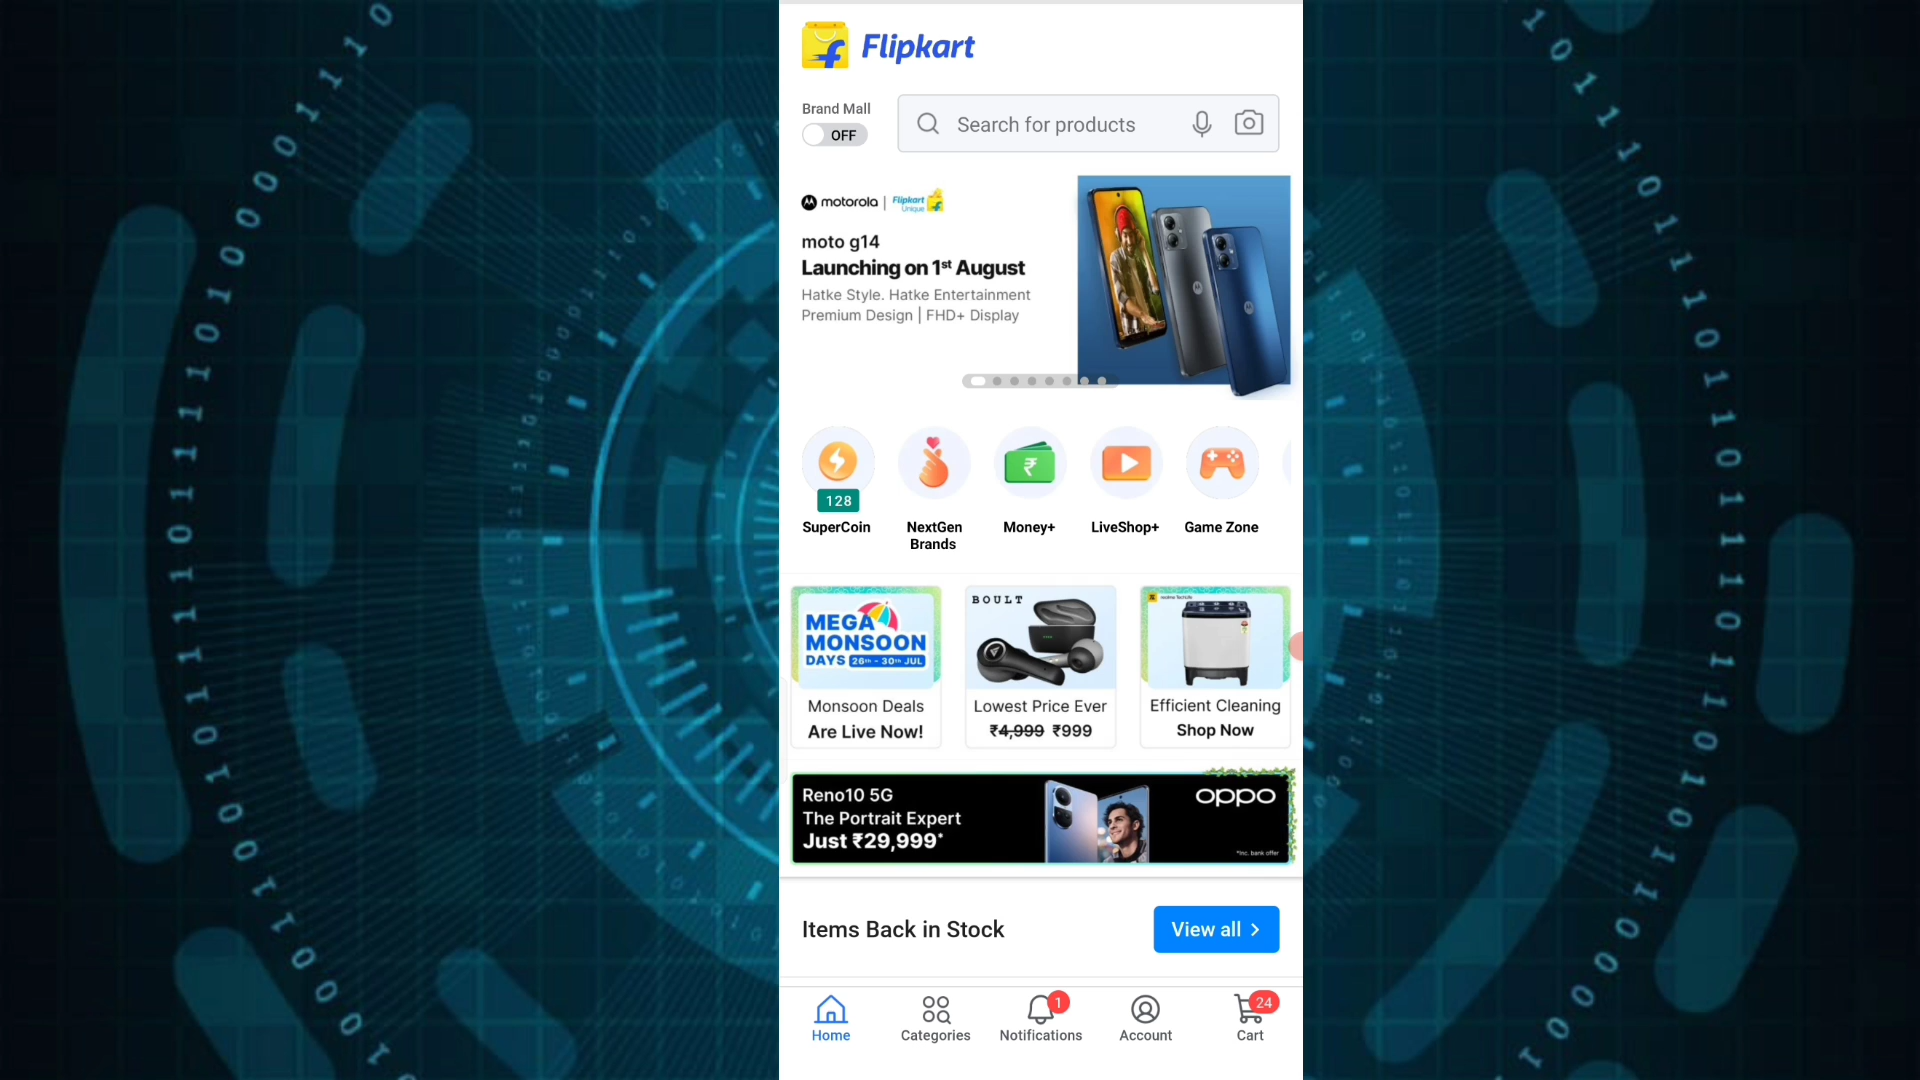 Flipkart
Brand Mall
OFF
Search for products
motorola | Flipkart Unique
moto g14
Launching on 1st August
Hatke Style. Hatke Entertainment
Premium Design | FHD+ Display
128
SuperCoin
NextGen
Brands
Money+
LiveShop+
Game Zone
MEGA
MONSOON
DAYS 26th - 30th JUL
Monsoon Deals
Are Live Now!
BOULT
Lowest Price Ever
₹4,999 ₹999
realme TechLife
Efficient Cleaning
Shop Now
Reno10 5G
The Portrait Expert
Just ₹29,999*
oppo
*Inc. bank offer
Items Back in Stock
View all
Home
Categories
1
Notifications
Account
24
Cart